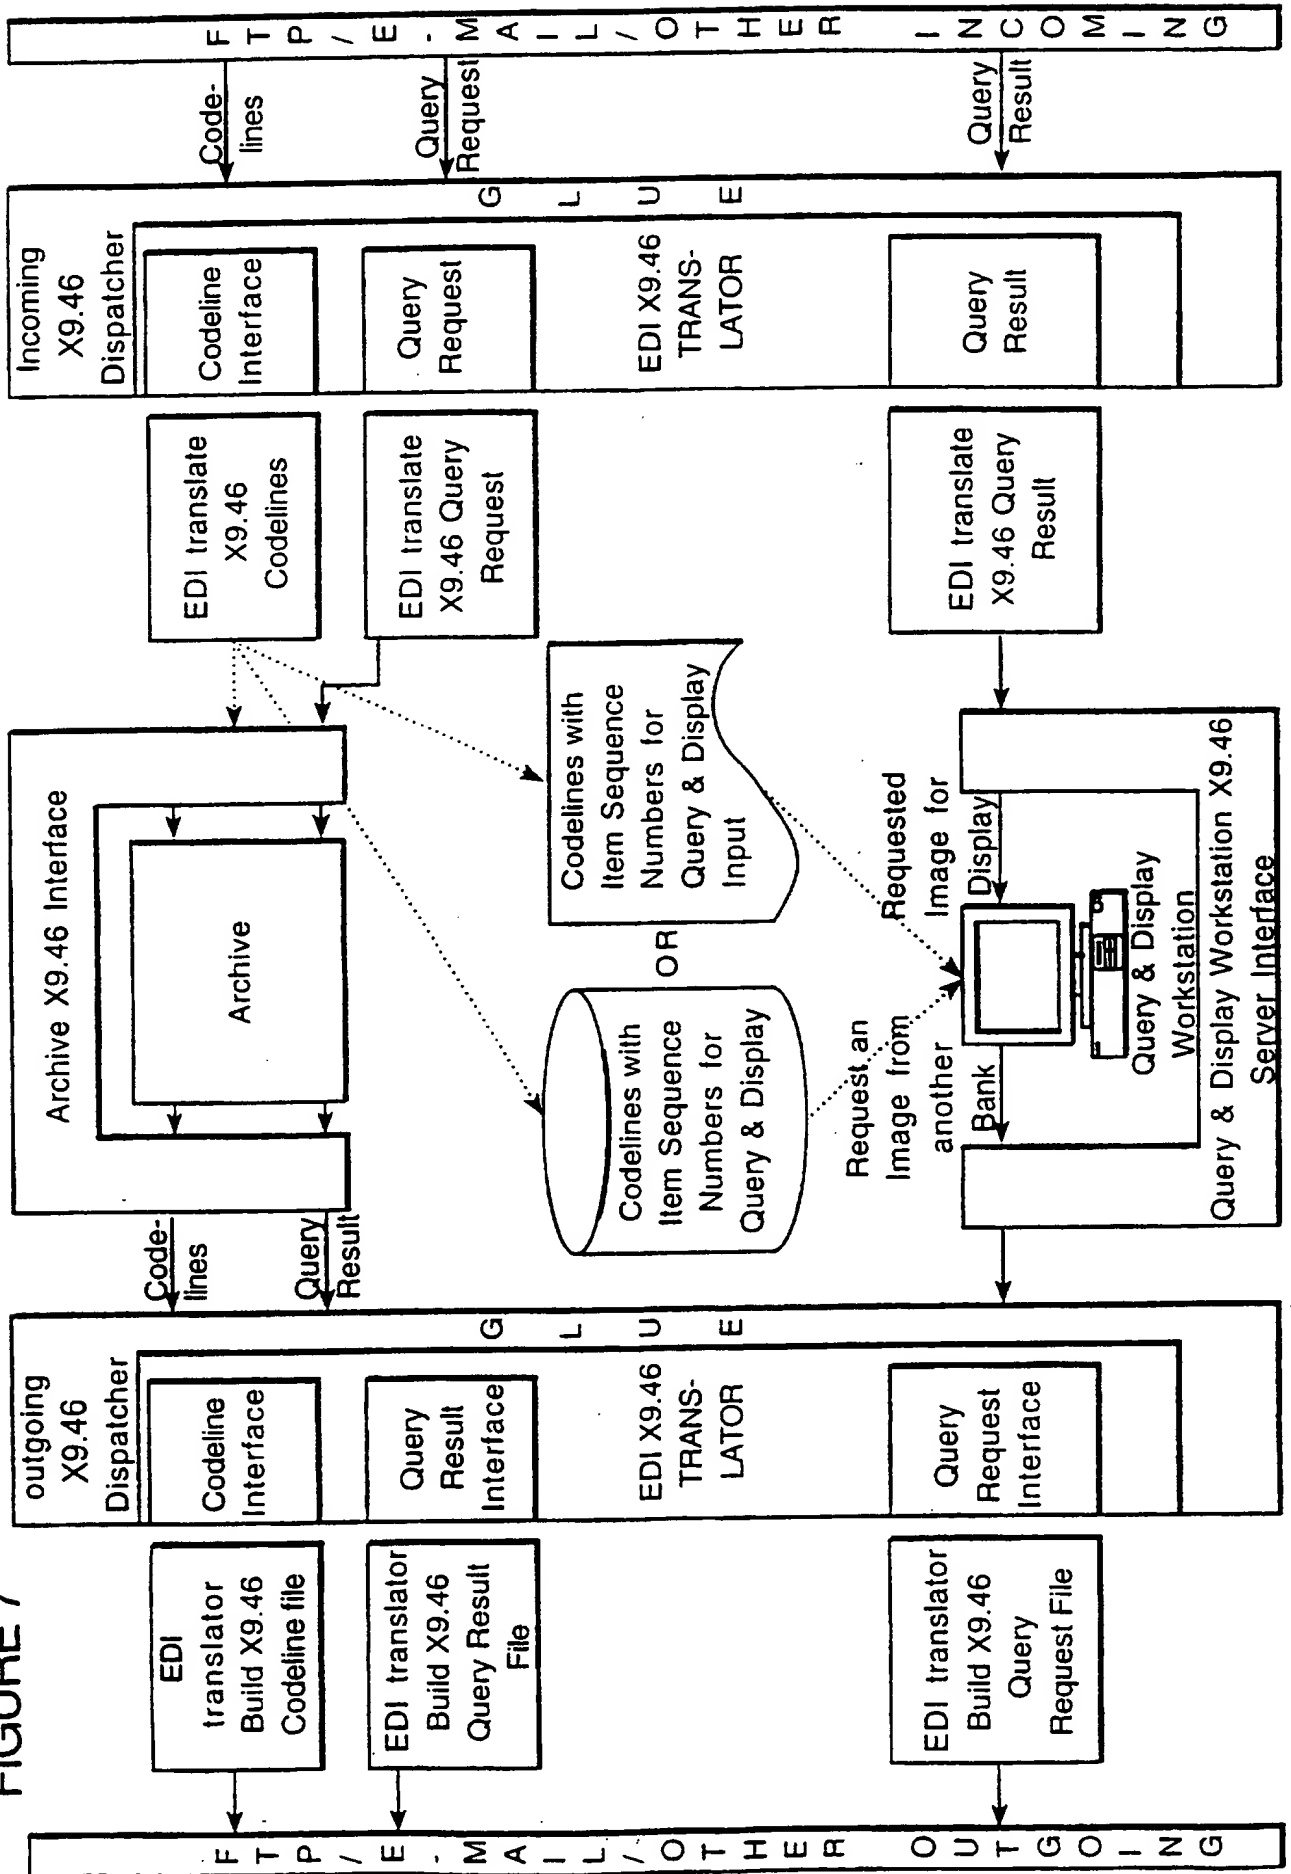 FIGURE 7
FTP/E-MAIL/OTHER OUTGOING
EDI
translator
Build X9.46
Codeline file
EDI translator
Build X9.46
Query Result
File
EDI translator
Build X9.46
Query
Request File
outgoing
X9.46
Dispatcher
Codeline
Interface
Query
Result
Interface
EDI X9.46
TRANS-
LATOR
Query
Request
Interface
GLUE
Code-
lines
Query
Result
Archive X9.46 Interface
Archive
Codelines with
Item Sequence
Numbers for
Query & Display
OR
Codelines with
Item Sequence
Numbers for
Query & Display
Input
Request an
Image from
another
Bank
Requested
Image for
Display
Query & Display
Workstation
Query & Display Workstation X9.46
Server Interface
EDI translate
X9.46
Codelines
EDI translate
X9.46 Query
Request
EDI translate
X9.46 Query
Result
Incoming
X9.46
Dispatcher
Codeline
Interface
Query
Request
EDI X9.46
TRANS-
LATOR
Query
Result
GLUE
Code-
lines
Query
Request
Query
Result
FTP/E-MAIL/OTHER INCOMING